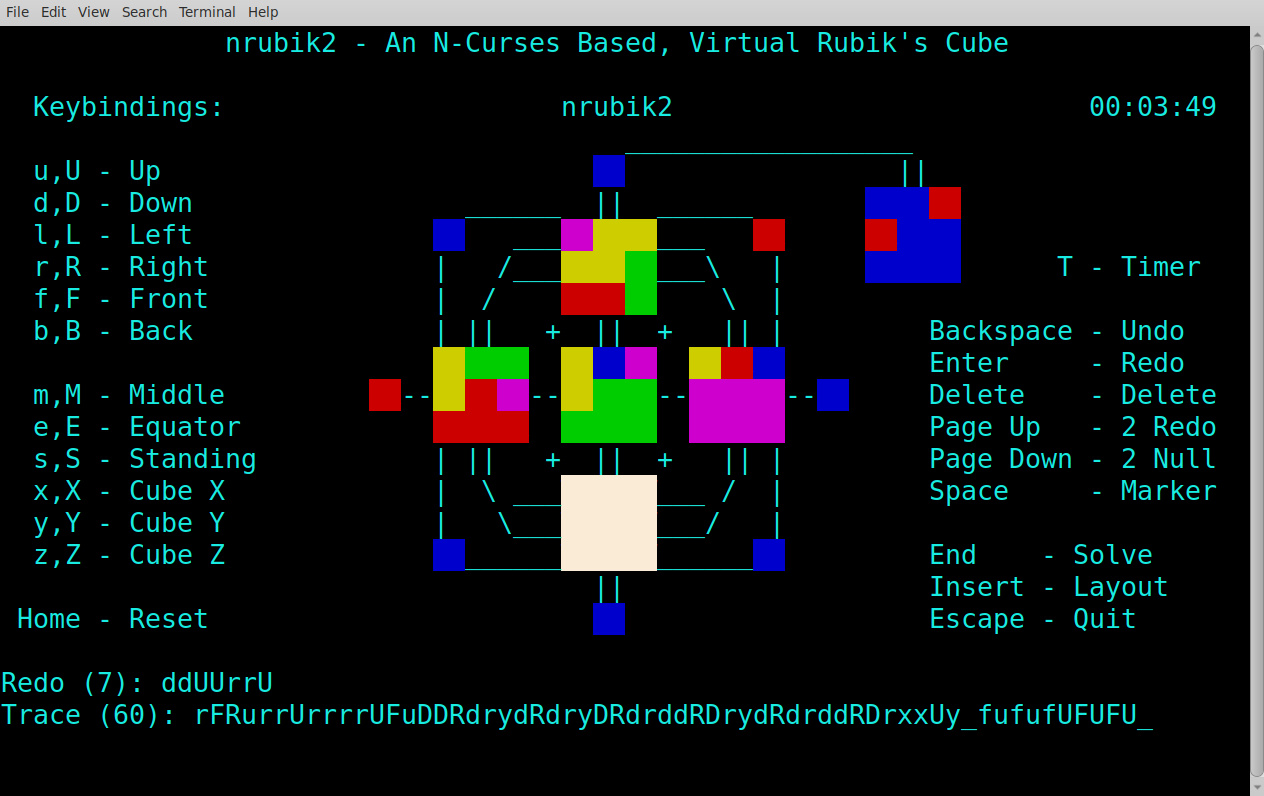 File Edit View Search Terminal Help
nrubik2 - An N-Curses Based, Virtual Rubik's Cube
Keybindings: nrubik2 00:03:49
u,U - Up
d,D - Down
l,L - Left
r,R - Right T - Timer
f,F - Front
b,B - Back Backspace - Undo
Enter - Redo
m,M - Middle Delete - Delete
e,E - Equator Page Up - 2 Redo
s,S - Standing Page Down - 2 Null
x,X - Cube X Space - Marker
y,Y - Cube Y
z,Z - Cube Z End - Solve
Insert - Layout
Home - Reset Escape - Quit
Redo (7): ddUUrrU
Trace (60): rFRurrUrrrrUFuDDRdrydRdryDRdrddRDrydRdrddRDrxxUy_fufufUFUFU_